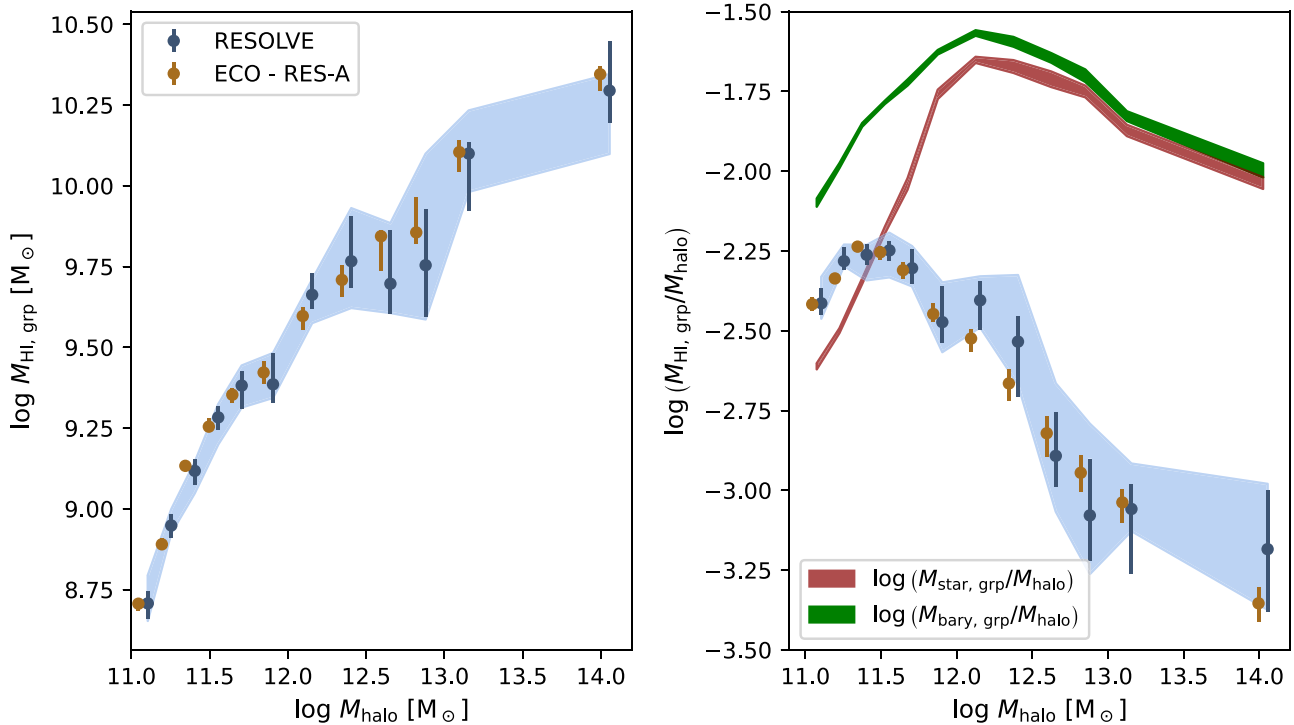 10.50
10.25
10.00
9.75
9.50
9.25
9.00
8.75
log M_HI, grp [M_⊙]
RESOLVE
ECO - RES-A
11.0 11.5 12.0 12.5 13.0 13.5 14.0
log M_halo [M_⊙]
−1.50
−1.75
−2.00
−2.25
−2.50
−2.75
−3.00
−3.25
−3.50
log (M_HI, grp/M_halo)
log (M_star, grp/M_halo)
log (M_bary, grp/M_halo)
11.0 11.5 12.0 12.5 13.0 13.5 14.0
log M_halo [M_⊙]